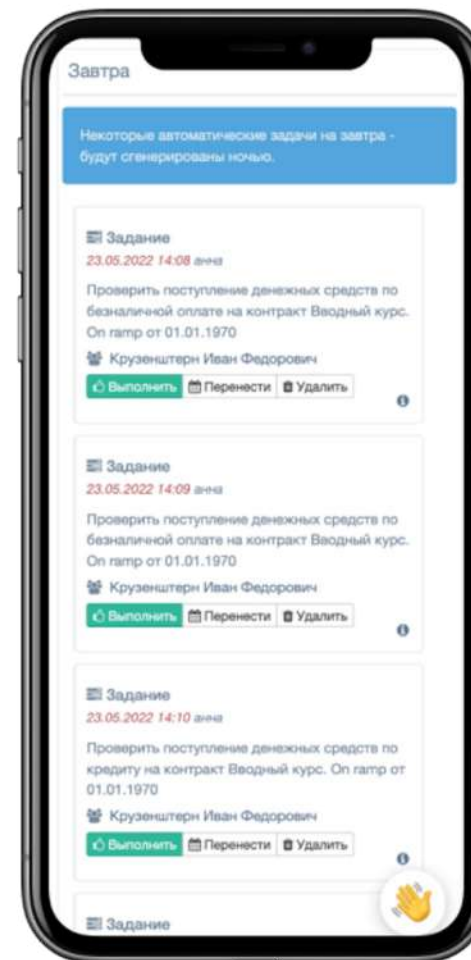 Завтра
Некоторые автоматические задачи на завтра -
будут сгенерированы ночью.
Задание
23.05.2022 14:08 анна
Проверить поступление денежных средств по
безналичной оплате на контракт Вводный курс.
On ramp от 01.01.1970
Крузенштерн Иван Федорович
Выполнить Перенести Удалить
Задание
23.05.2022 14:09 анна
Проверить поступление денежных средств по
безналичной оплате на контракт Вводный курс.
On ramp от 01.01.1970
Крузенштерн Иван Федорович
Выполнить Перенести Удалить
Задание
23.05.2022 14:10 анна
Проверить поступление денежных средств по
кредиту на контракт Вводный курс. On ramp от
01.01.1970
Крузенштерн Иван Федорович
Выполнить Перенести Удалить
Задание